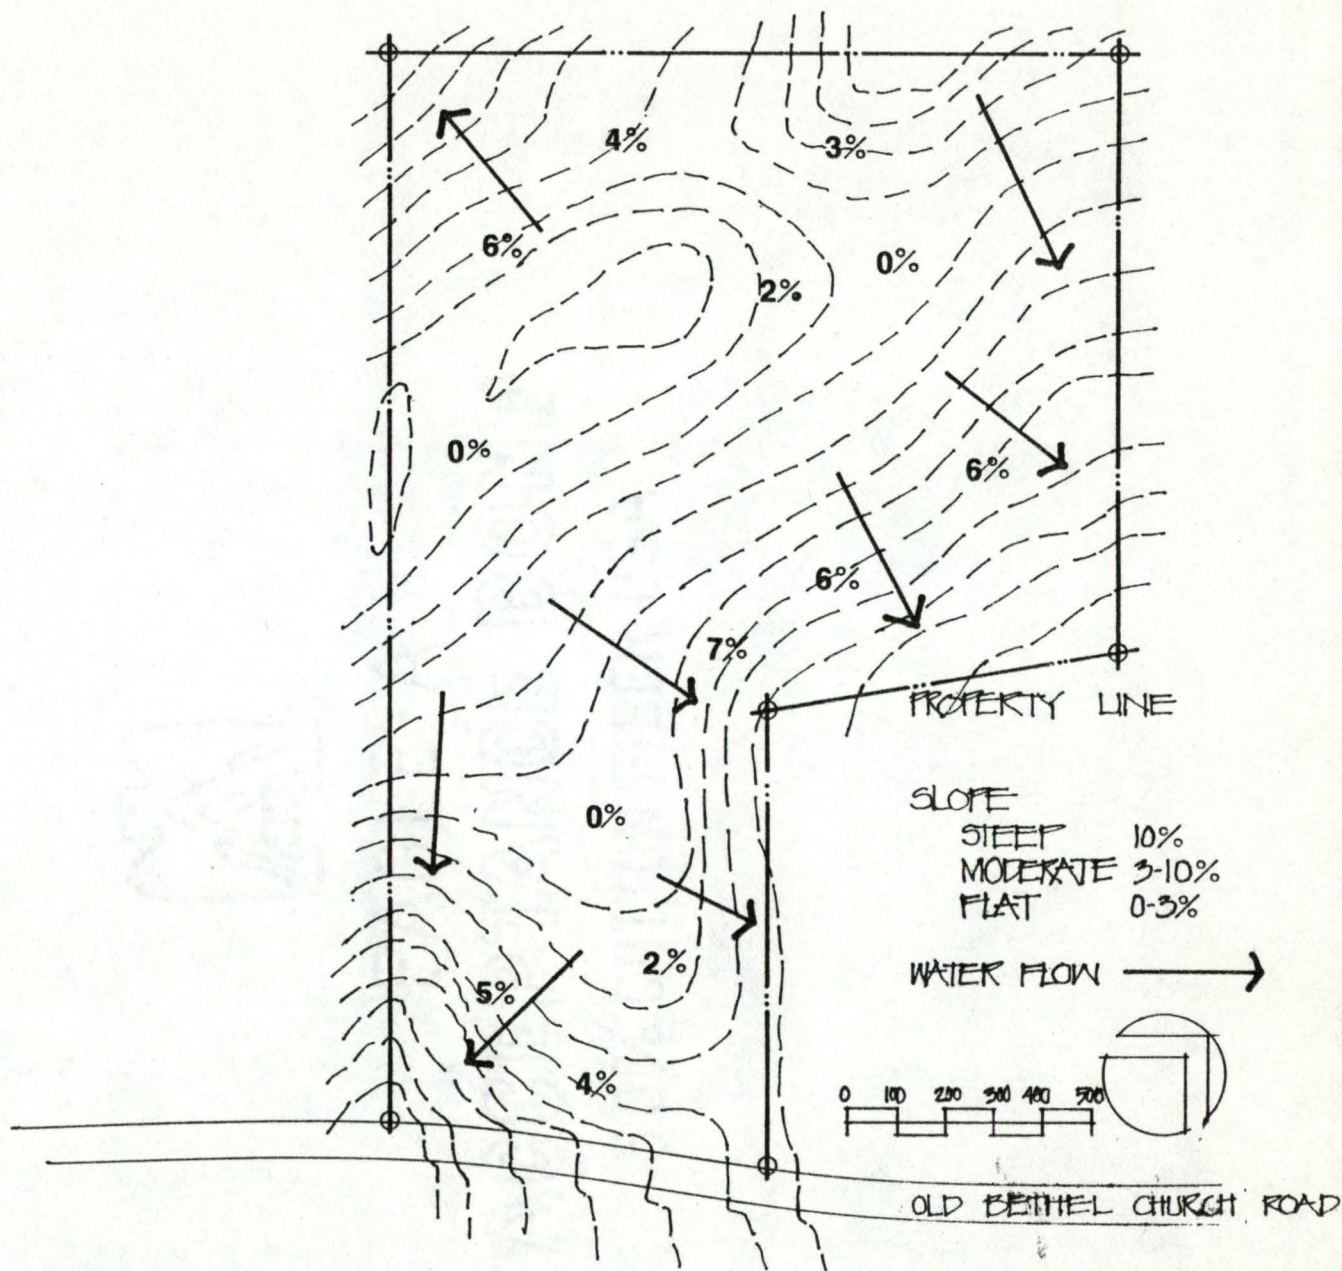 4%
3%
6%
0%
2%
0%
6%
6%
7%
PROPERTY LINE
SLOPE
STEEP 10%
0%
MODERATE 3-10%
FLAT 0-3%
2%
WATER FLOW
5%
4%
0 100 200 300 400 500
OLD BETHEL CHURCH ROAD